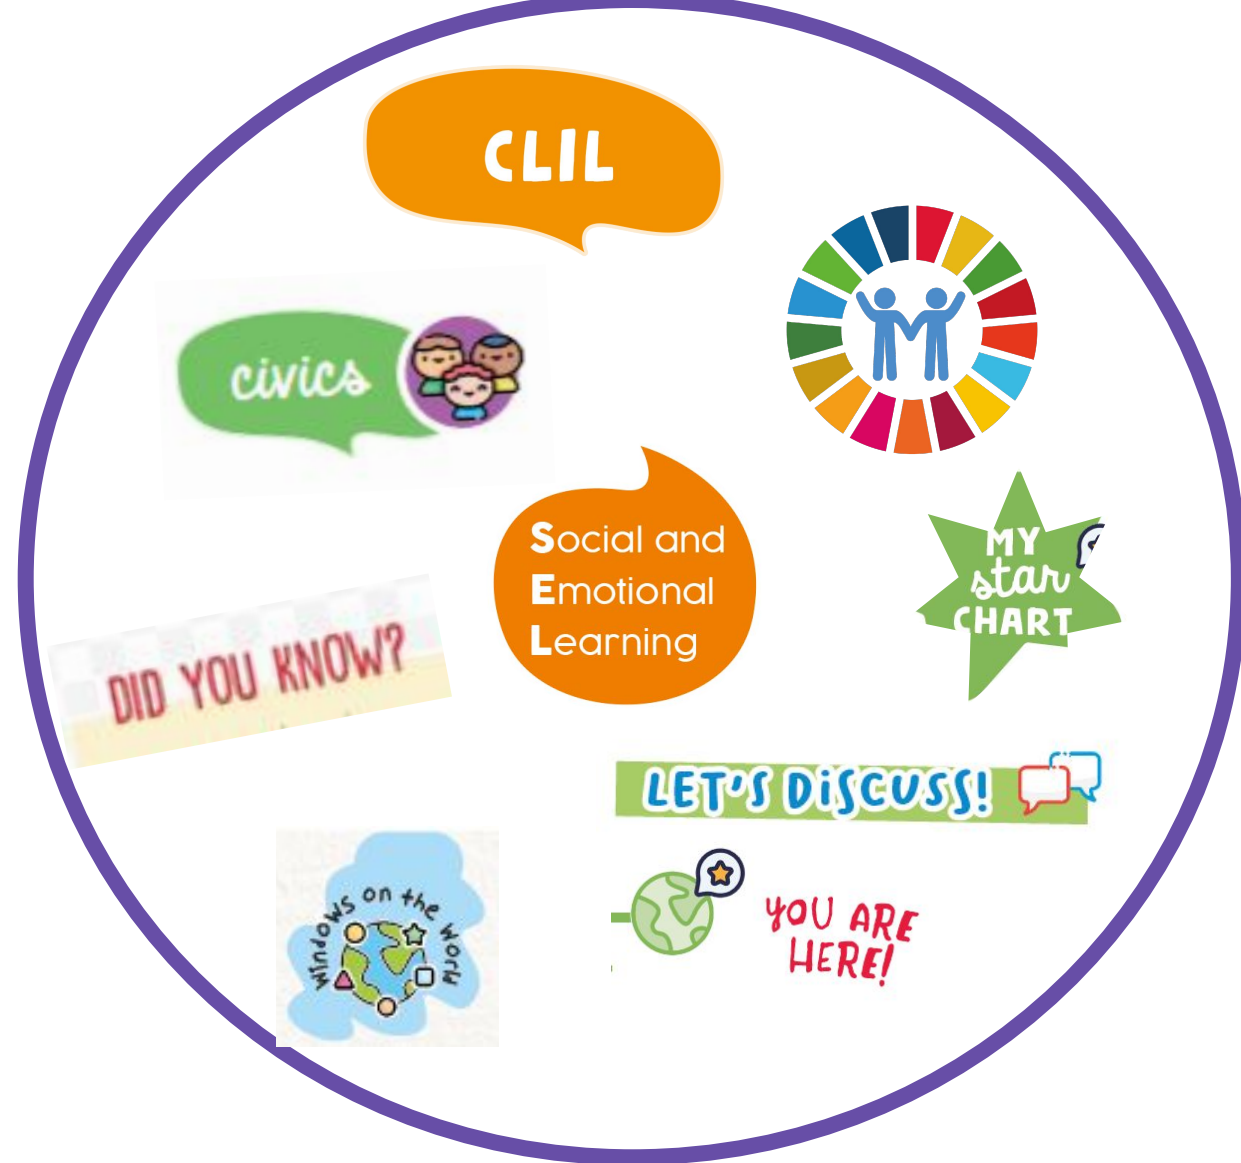 CLIL
civics
Social and
Emotional
Learning
MY
star
CHART
DID YOU KNOW?
LET'S DISCUSS!
windows on the world
YOU ARE
HERE!